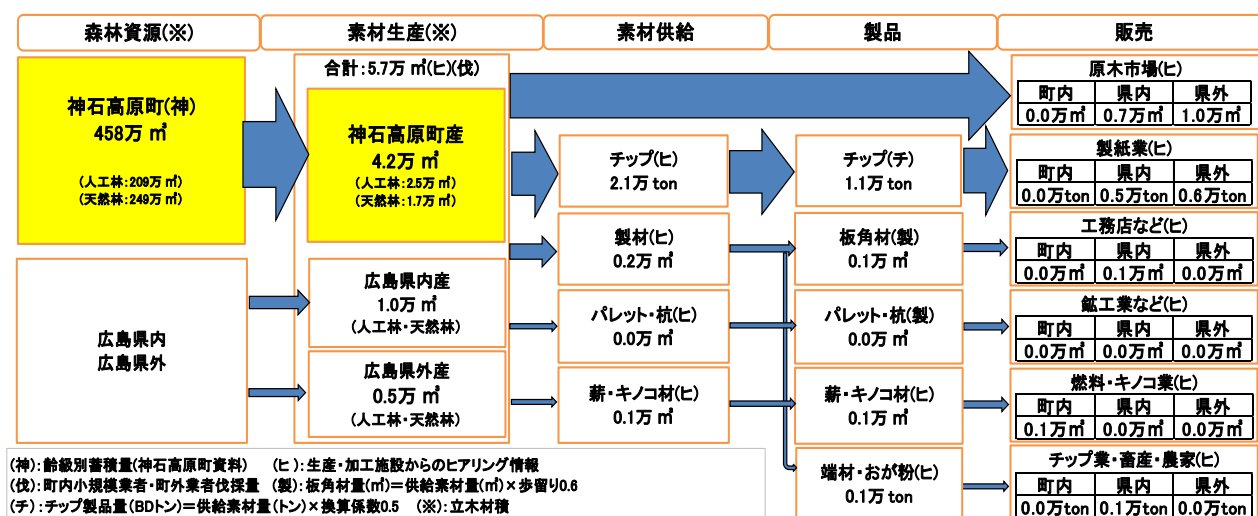 森林資源(※)
素材生産(※)
素材供給
製品
販売
神石高原町(神)
458万 ㎥
(人工林:209万㎥)
(天然林:249万㎥)
広島県内
広島県外
合計:5.7万 ㎥(ヒ)(伐)
神石高原町産
4.2万 ㎥
(人工林:2.5万㎥)
(天然林:1.7万㎥)
広島県内産
1.0万 ㎥
(人工林・天然林)
広島県外産
0.5万 ㎥
(人工林・天然林)
チップ(ヒ)
2.1万 ton
製材(ヒ)
0.2万 ㎥
パレット・杭(ヒ)
0.0万 ㎥
薪・キノコ材(ヒ)
0.1万 ㎥
チップ(チ)
1.1万 ton
板角材(製)
0.1万 ㎥
パレット・杭(製)
0.0万 ㎥
薪・キノコ材(ヒ)
0.1万 ㎥
端材・おが粉(ヒ)
0.1万 ton
原木市場(ヒ)
町内 県内 県外
0.0万㎥ 0.7万㎥ 1.0万㎥
製紙業(ヒ)
町内 県内 県外
0.0万ton 0.5万ton 0.6万ton
工務店など(ヒ)
町内 県内 県外
0.0万㎥ 0.1万㎥ 0.0万㎥
鉱工業など(ヒ)
町内 県内 県外
0.0万㎥ 0.0万㎥ 0.0万㎥
燃料・キノコ業(ヒ)
町内 県内 県外
0.1万㎥ 0.0万㎥ 0.0万㎥
チップ業・畜産・農家(ヒ)
町内 県内 県外
0.0万ton 0.1万ton 0.0万ton
(神):齢級別蓄積量(神石高原町資料) (ヒ):生産・加工施設からのヒアリング情報
(伐):町内小規模業者・町外業者伐採量 (製):板角材量(㎥)=供給素材量(㎥)×歩留り0.6
(チ):チップ製品量(BDトン)=供給素材量(トン)×換算係数0.5 (※):立木材積